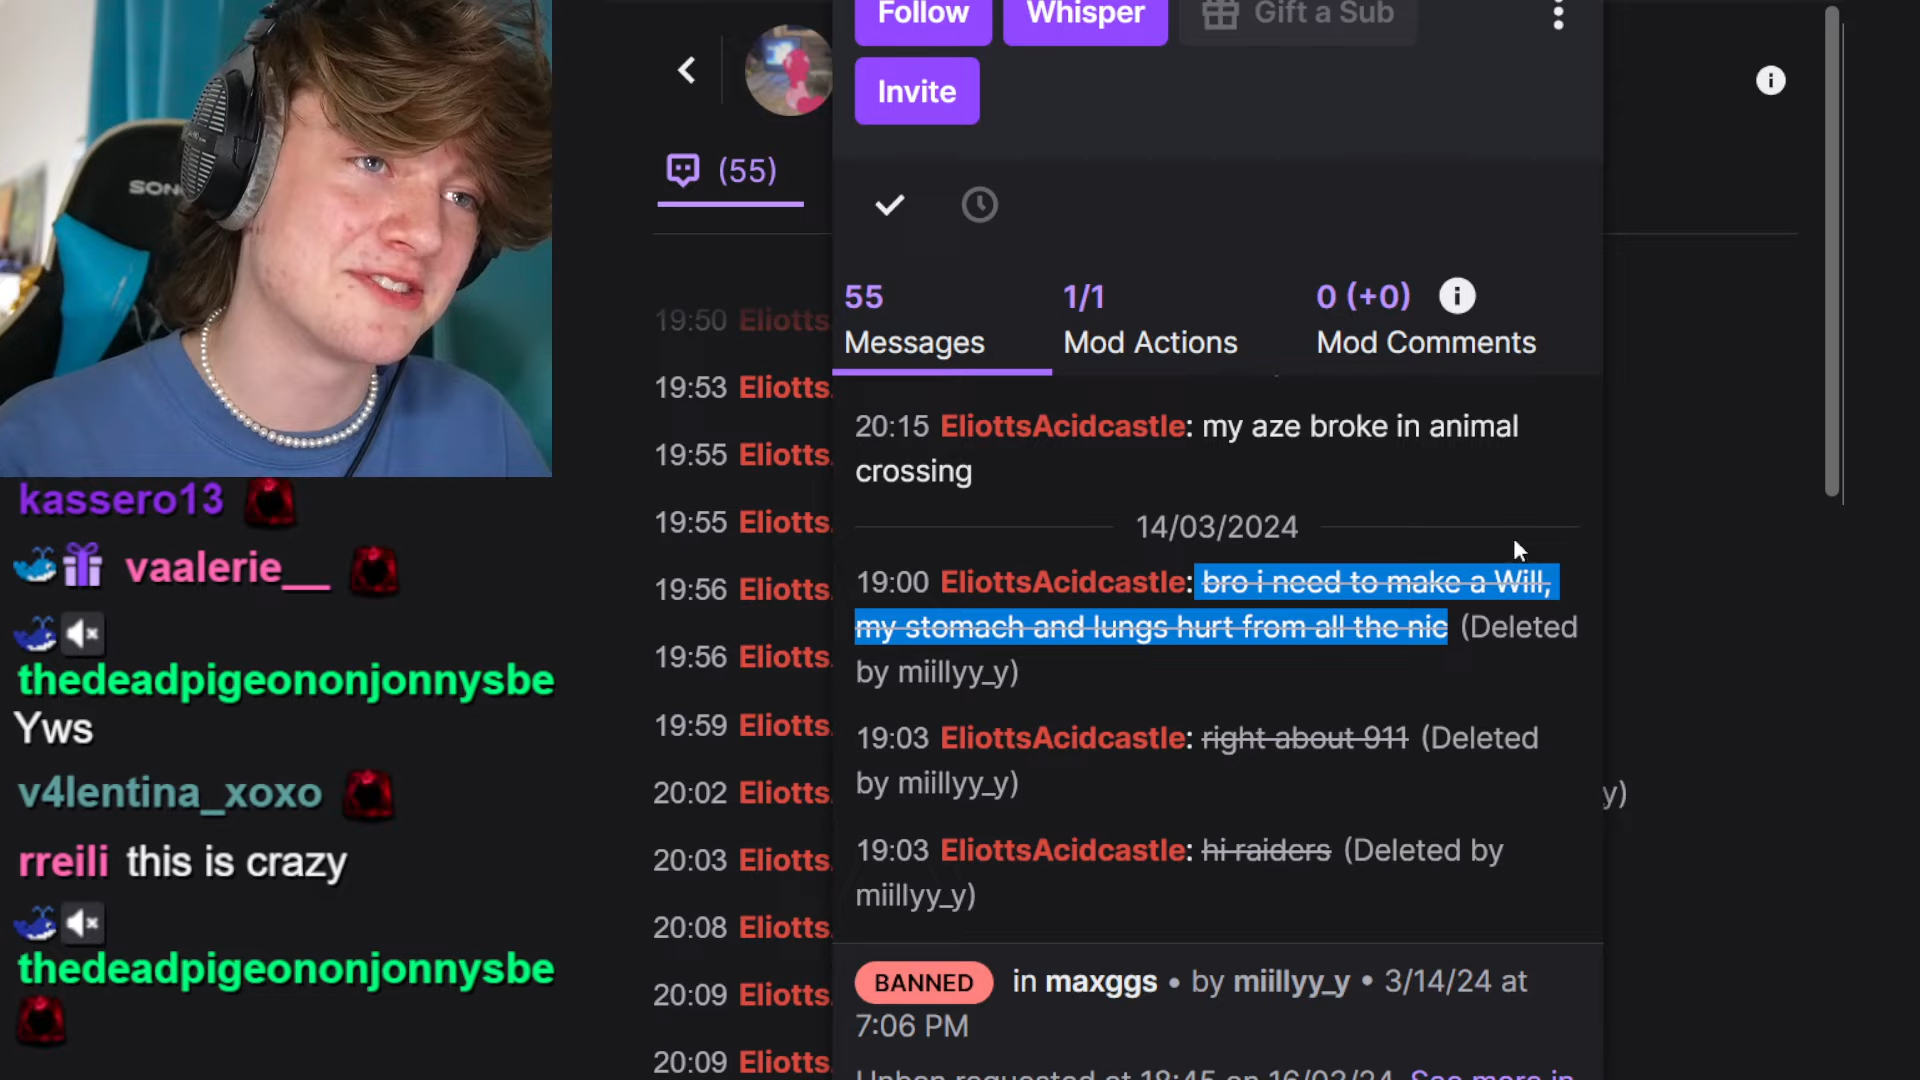 Follow
Whisper
Gift a Sub
Invite
(55)
55
Messages
1/1
Mod Actions
0 (+0)
Mod Comments
19:50 Eliotts
19:53 Eliotts
19:55 Eliotts
19:55 Eliotts
19:56 Eliotts
19:56 Eliotts
19:59 Eliotts
20:02 Eliotts
y)
20:03 Eliotts
20:08 Eliotts
20:09 Eliotts
20:09 Eliotts
20:15 EliottsAcidcastle: my aze broke in animal
crossing
14/03/2024
19:00 EliottsAcidcastle: bro i need to make a Will,
my stomach and lungs hurt from all the nic (Deleted
by miillyy_y)
19:03 EliottsAcidcastle: right about 911 (Deleted
by miillyy_y)
19:03 EliottsAcidcastle: hi raiders (Deleted by
miillyy_y)
BANNED in maxggs • by miillyy_y • 3/14/24 at
7:06 PM
Unban requested at 18:45 on 16/03/24. See more in
SON
kassero13
vaalerie__
thedeadpigeononjonnysbe
Yws
v4lentina_xoxo
rreili this is crazy
thedeadpigeononjonnysbe